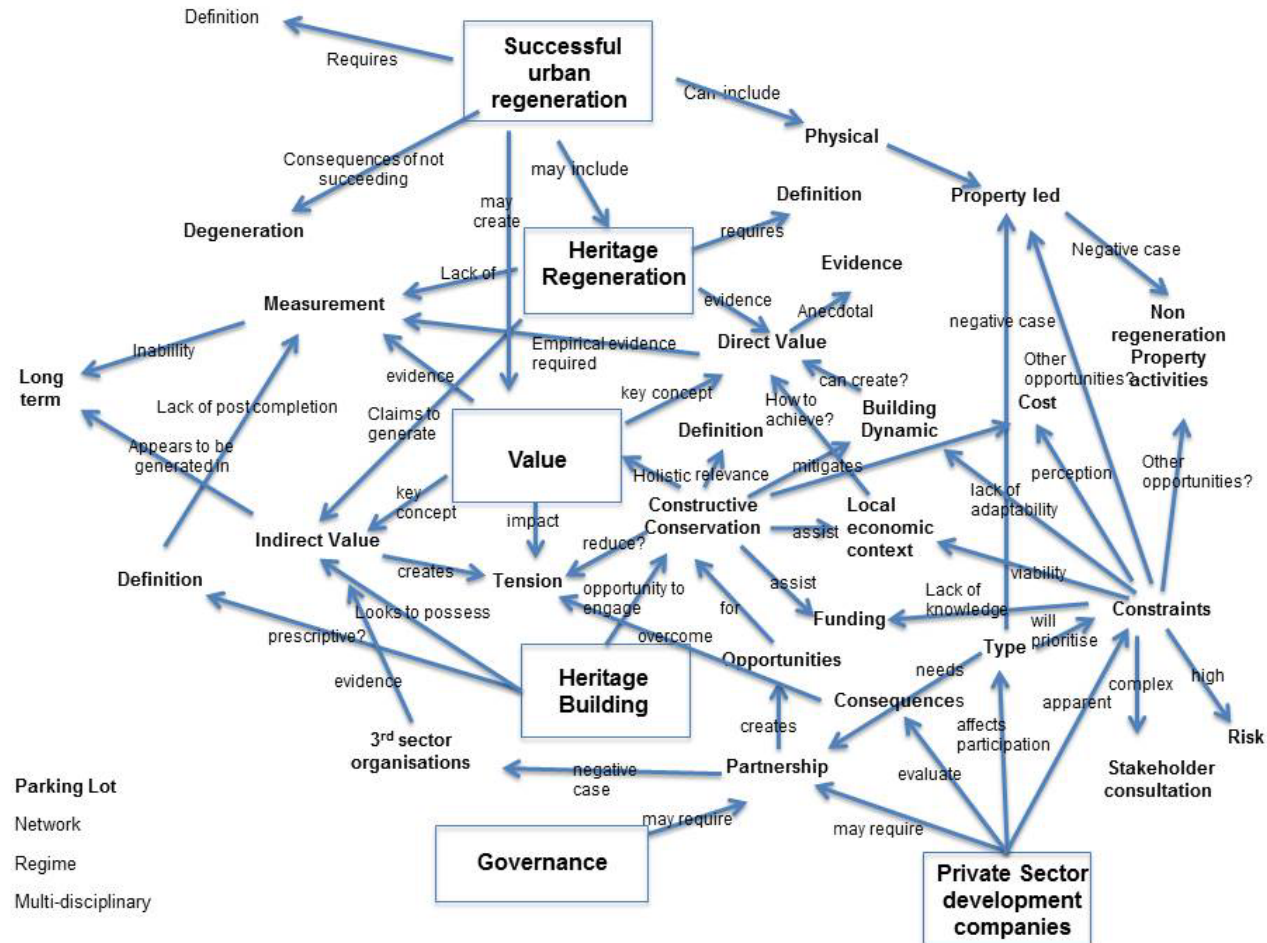 Definition
Requires
Successful
urban
regeneration
Can include
Physical
Consequences of not
succeeding
may include
Definition
Property led
may
create
Degeneration
requires
Heritage
Regeneration
Negative case
Lack of
Evidence
Measurement
evidence
Anecdotal
Non
regeneration
Property
activities
negative case
Inability
Empirical evidence
required
Direct Value
Other
opportunities?
Long
term
evidence
can create?
Lack of post completion
Claims to
generate
key concept
How to
achieve?
Building
Dynamic
Cost
Appears to be
generated in
Definition
Value
Holistic relevance
mitigates
perception
Other
opportunities?
key
concept
Constructive
Conservation
Local
economic
context
lack of
adaptability
impact
assist
Indirect Value
reduce?
creates
Tension
Definition
opportunity to
engage
assist
viability
Looks to possess
for
Funding
Lack of
knowledge
Constraints
prescriptive?
overcome
will
prioritise
Type
Opportunities
needs
Heritage
Building
evidence
Consequences
complex
high
apparent
creates
affects
participation
Risk
3rd sector
organisations
negative
case
Partnership
evaluate
Stakeholder
consultation
Parking Lot
Network
Regime
Multi-disciplinary
may require
may require
Governance
Private Sector
development
companies